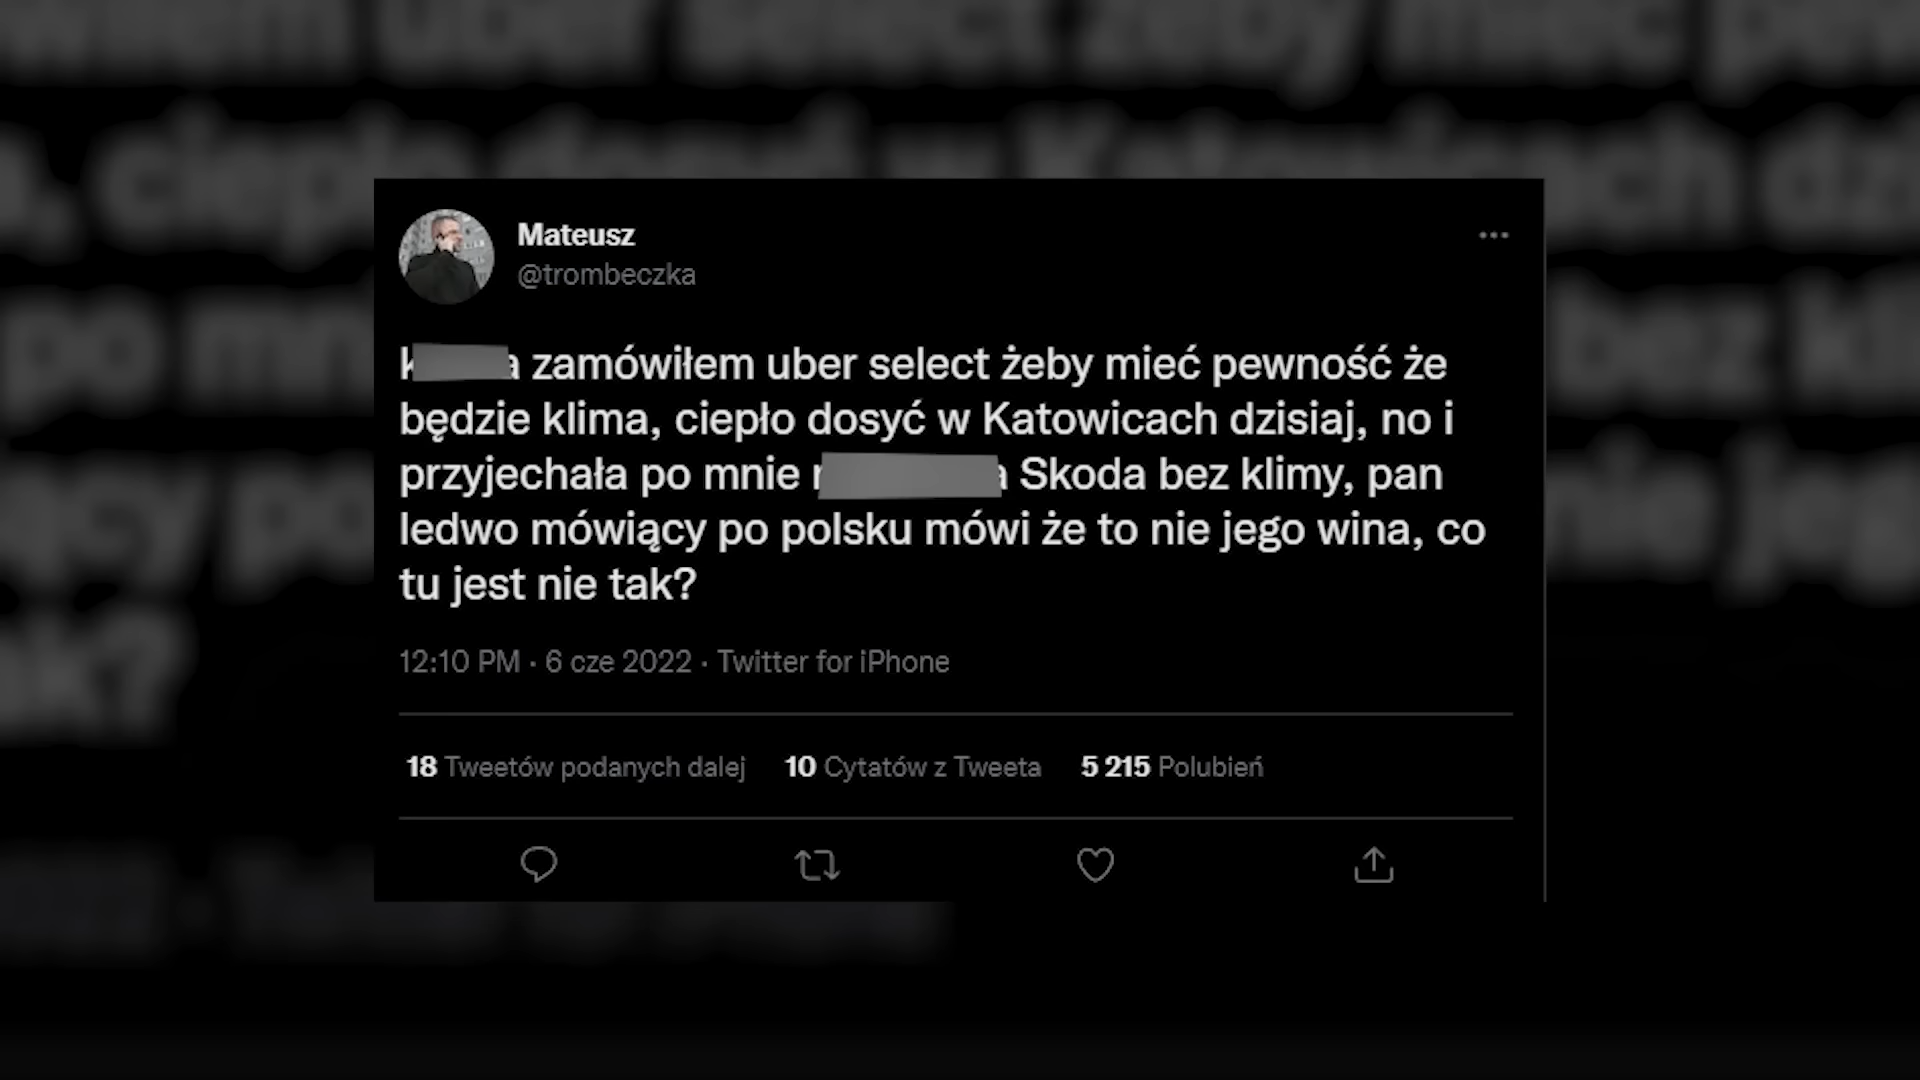 Mateusz
@trombeczka
zamówiłem uber select żeby mieć pewność że
będzie klima, ciepło dosyć w Katowicach dzisiaj, no i
przyjechała po mnie Skoda bez klimy, pan
ledwo mówiący po polsku mówi że to nie jego wina, co
tu jest nie tak?
12:10 PM · 6 cze 2022 · Twitter for iPhone
18 Tweetów podanych dalej 10 Cytatów z Tweeta 5 215 Polubień